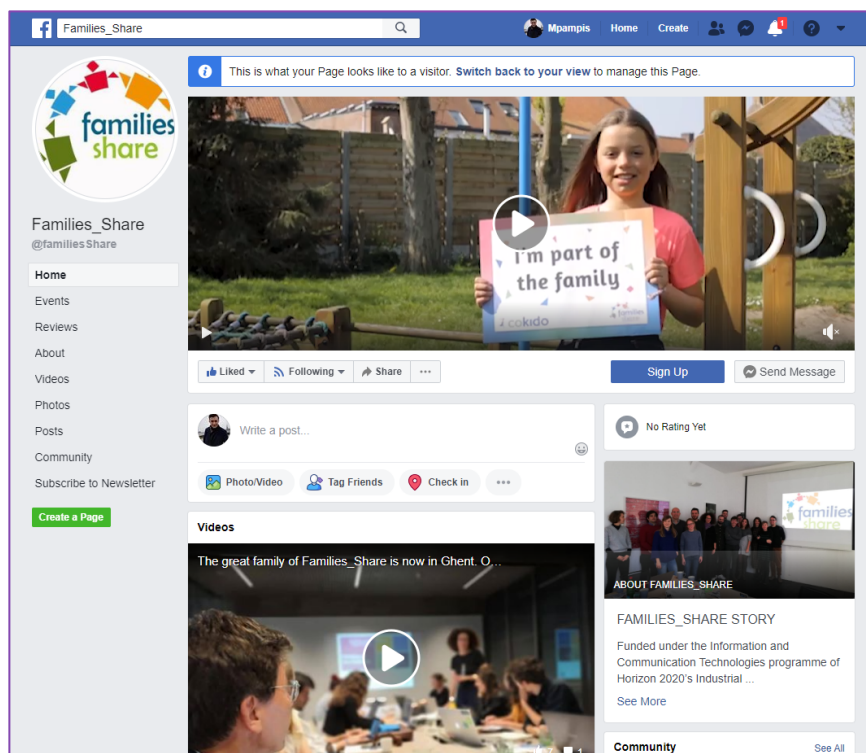 Families_Share
Mpampis
Home
Create
1
families
share
Families_Share
@familiesShare
Home
Events
Reviews
About
Videos
Photos
Posts
Community
Subscribe to Newsletter
Create a Page
This is what your Page looks like to a visitor. Switch back to your view to manage this Page.
I'm part of
the family
cokido
families
Liked
Following
Share
Sign Up
Send Message
Write a post...
Photo/Video
Tag Friends
Check in
Videos
The great family of Families_Share is now in Ghent. O...
1
No Rating Yet
families
share
ABOUT FAMILIES_SHARE
FAMILIES_SHARE STORY
Funded under the Information and
Communication Technologies programme of
Horizon 2020's Industrial ...
See More
Community
See All